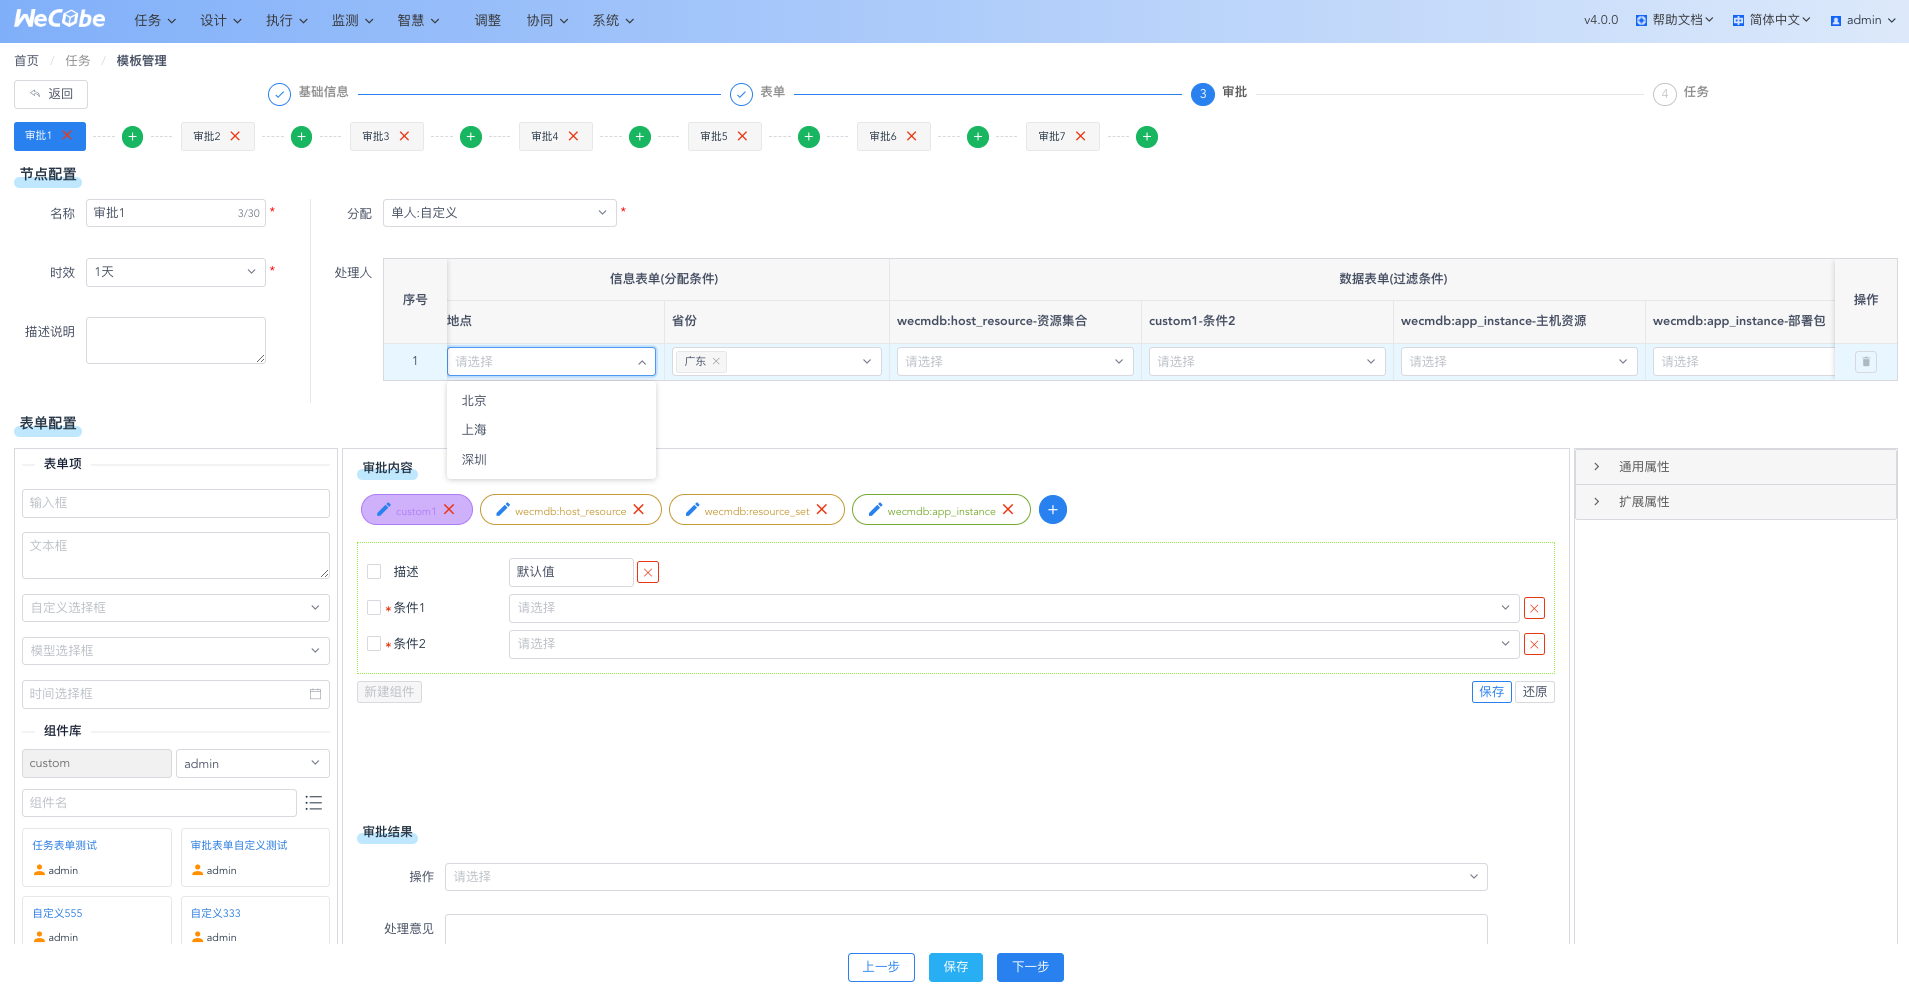 WeCube 任务 设计 执行 监测 智慧 调整 协同 系统 v4.0.0 帮助文档 简体中文 admin
首页 / 任务 / 模板管理
返回 基础信息 表单 3 审批 4 任务
审批1 审批2 审批3 审批4 审批5 审批6 审批7
节点配置
名称 审批1 3/30 * 分配 单人:自定义 *
时效 1天 * 处理人
描述说明
序号 信息表单(分配条件) 数据表单(过滤条件) 操作
地点 省份 wecmdb:host_resource-资源集合 custom1-条件2 wecmdb:app_instance-主机资源 wecmdb:app_instance-部署包
1 请选择 广东 请选择 请选择 请选择 请选择
北京
上海
深圳
表单配置
表单项
输入框
文本框
自定义选择框
模型选择框
时间选择框
组件库
custom admin
组件名
任务表单测试 审批表单自定义测试
admin admin
自定义555 自定义333
admin admin
审批内容
custom1 wecmdb:host_resource wecmdb:resource_set wecmdb:app_instance
描述 默认值
* 条件1 请选择
* 条件2 请选择
新建组件 保存 还原
审批结果
操作 请选择
处理意见
通用属性
扩展属性
上一步 保存 下一步